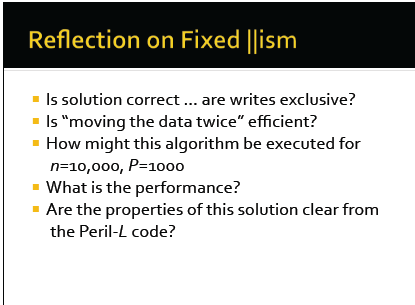 Reflection on Fixed ||ism
Is solution correct … are writes exclusive?
Is “moving the data twice” efficient?
How might this algorithm be executed for
n=10,000, P=1000
What is the performance?
Are the properties of this solution clear from
the Peril-L code?